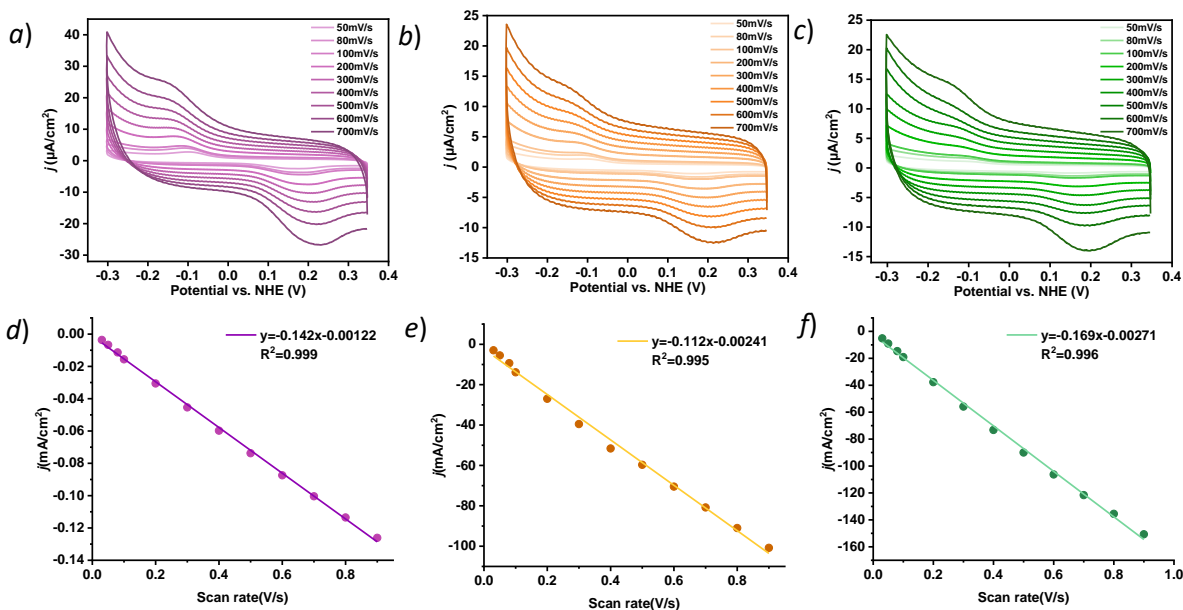 a)
j (µA/cm²)
40
30
20
10
0
-10
-20
-30
-0.3 -0.2 -0.1 0.0 0.1 0.2 0.3 0.4
Potential vs. NHE (V)
50mV/s
80mV/s
100mV/s
200mV/s
300mV/s
400mV/s
500mV/s
600mV/s
700mV/s
b)
j (µA/cm²)
25
20
15
10
5
0
-5
-10
-15
-0.3 -0.2 -0.1 0.0 0.1 0.2 0.3 0.4
Potential vs. NHE (V)
50mV/s
80mV/s
100mV/s
200mV/s
300mV/s
400mV/s
500mV/s
600mV/s
700mV/s
c)
j (µA/cm²)
25
20
15
10
5
0
-5
-10
-15
-0.3 -0.2 -0.1 0.0 0.1 0.2 0.3 0.4
Potential vs. NHE (V)
50mV/s
80mV/s
100mV/s
200mV/s
300mV/s
400mV/s
500mV/s
600mV/s
700mV/s
d)
j(mA/cm²)
0.00
-0.02
-0.04
-0.06
-0.08
-0.10
-0.12
-0.14
0.0 0.2 0.4 0.6 0.8
Scan rate(V/s)
y=-0.142x-0.00122
R²=0.999
e)
j(mA/cm²)
0
-20
-40
-60
-80
-100
0.0 0.2 0.4 0.6 0.8
Scan rate(V/s)
y=-0.112x-0.00241
R²=0.995
f)
j(mA/cm²)
0
-20
-40
-60
-80
-100
-120
-140
-160
0.0 0.2 0.4 0.6 0.8 1.0
Scan rate(V/s)
y=-0.169x-0.00271
R²=0.996